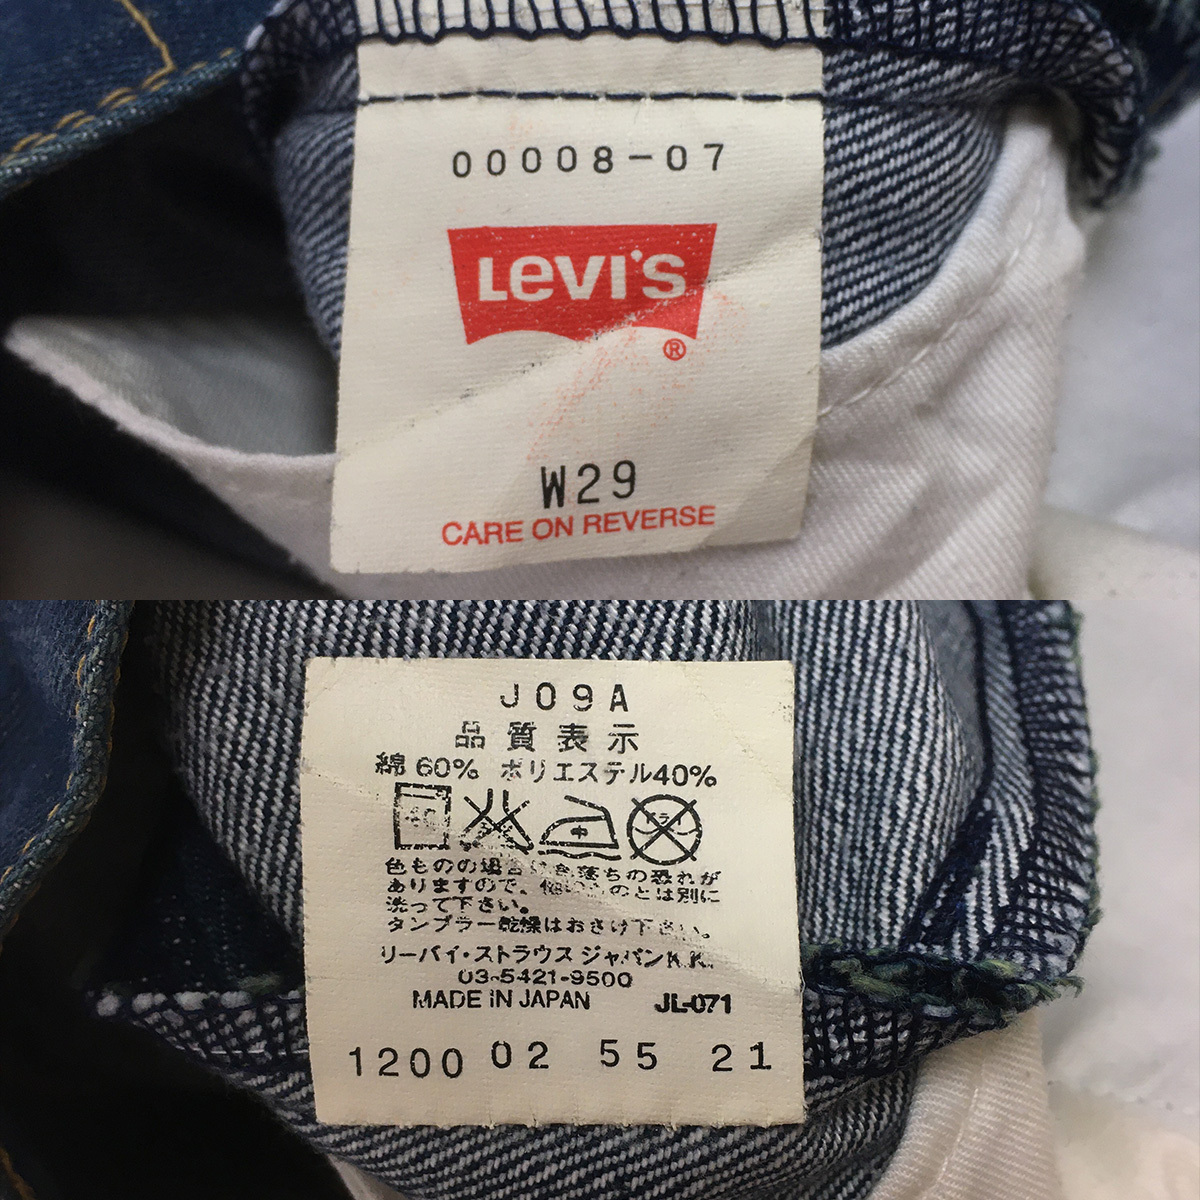 00008-07
LEVI'S
®
W29
CARE ON REVERSE
J09A
品質表示
綿 60% ポリエステル40%
中
色ものの場合は色落ちの恐れが
ありますので、他のものとは別に
洗って下さい。
タンブラー乾燥はおさけ下さい。
リーバイ・ストラウス ジャパンK.K.
03-5421-9500
MADE IN JAPAN JL-071
1200 02 55 21